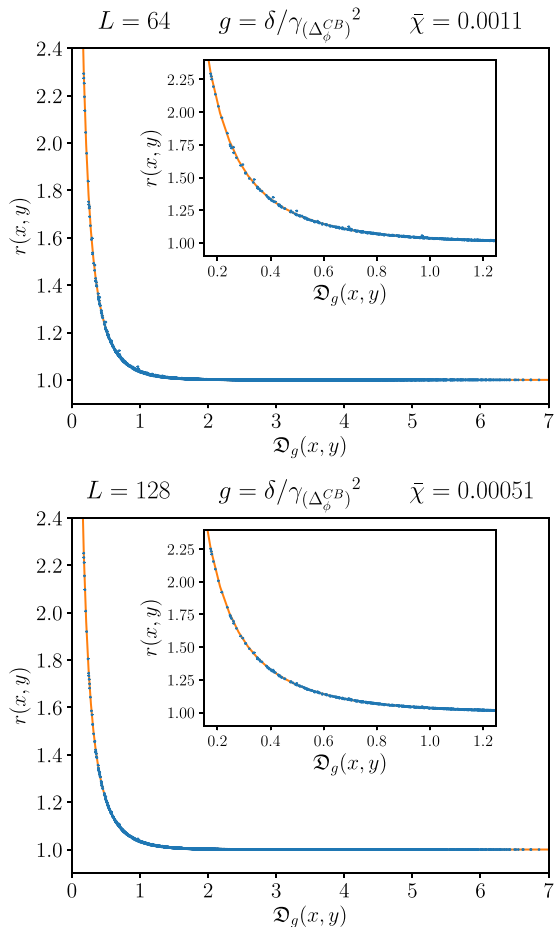 L = 64 g = δ/γ_(Δ_ϕ^{CB})² χ̄ = 0.0011
2.4
2.2
2.0
1.8
1.6
1.4
1.2
1.0
r(x, y)
0 1 2 3 4 5 6 7
𝔇_g(x, y)
2.25
2.00
1.75
1.50
1.25
1.00
r(x, y)
0.2 0.4 0.6 0.8 1.0 1.2
𝔇_g(x, y)
L = 128 g = δ/γ_(Δ_ϕ^{CB})² χ̄ = 0.00051
2.4
2.2
2.0
1.8
1.6
1.4
1.2
1.0
r(x, y)
0 1 2 3 4 5 6 7
𝔇_g(x, y)
2.25
2.00
1.75
1.50
1.25
1.00
r(x, y)
0.2 0.4 0.6 0.8 1.0 1.2
𝔇_g(x, y)